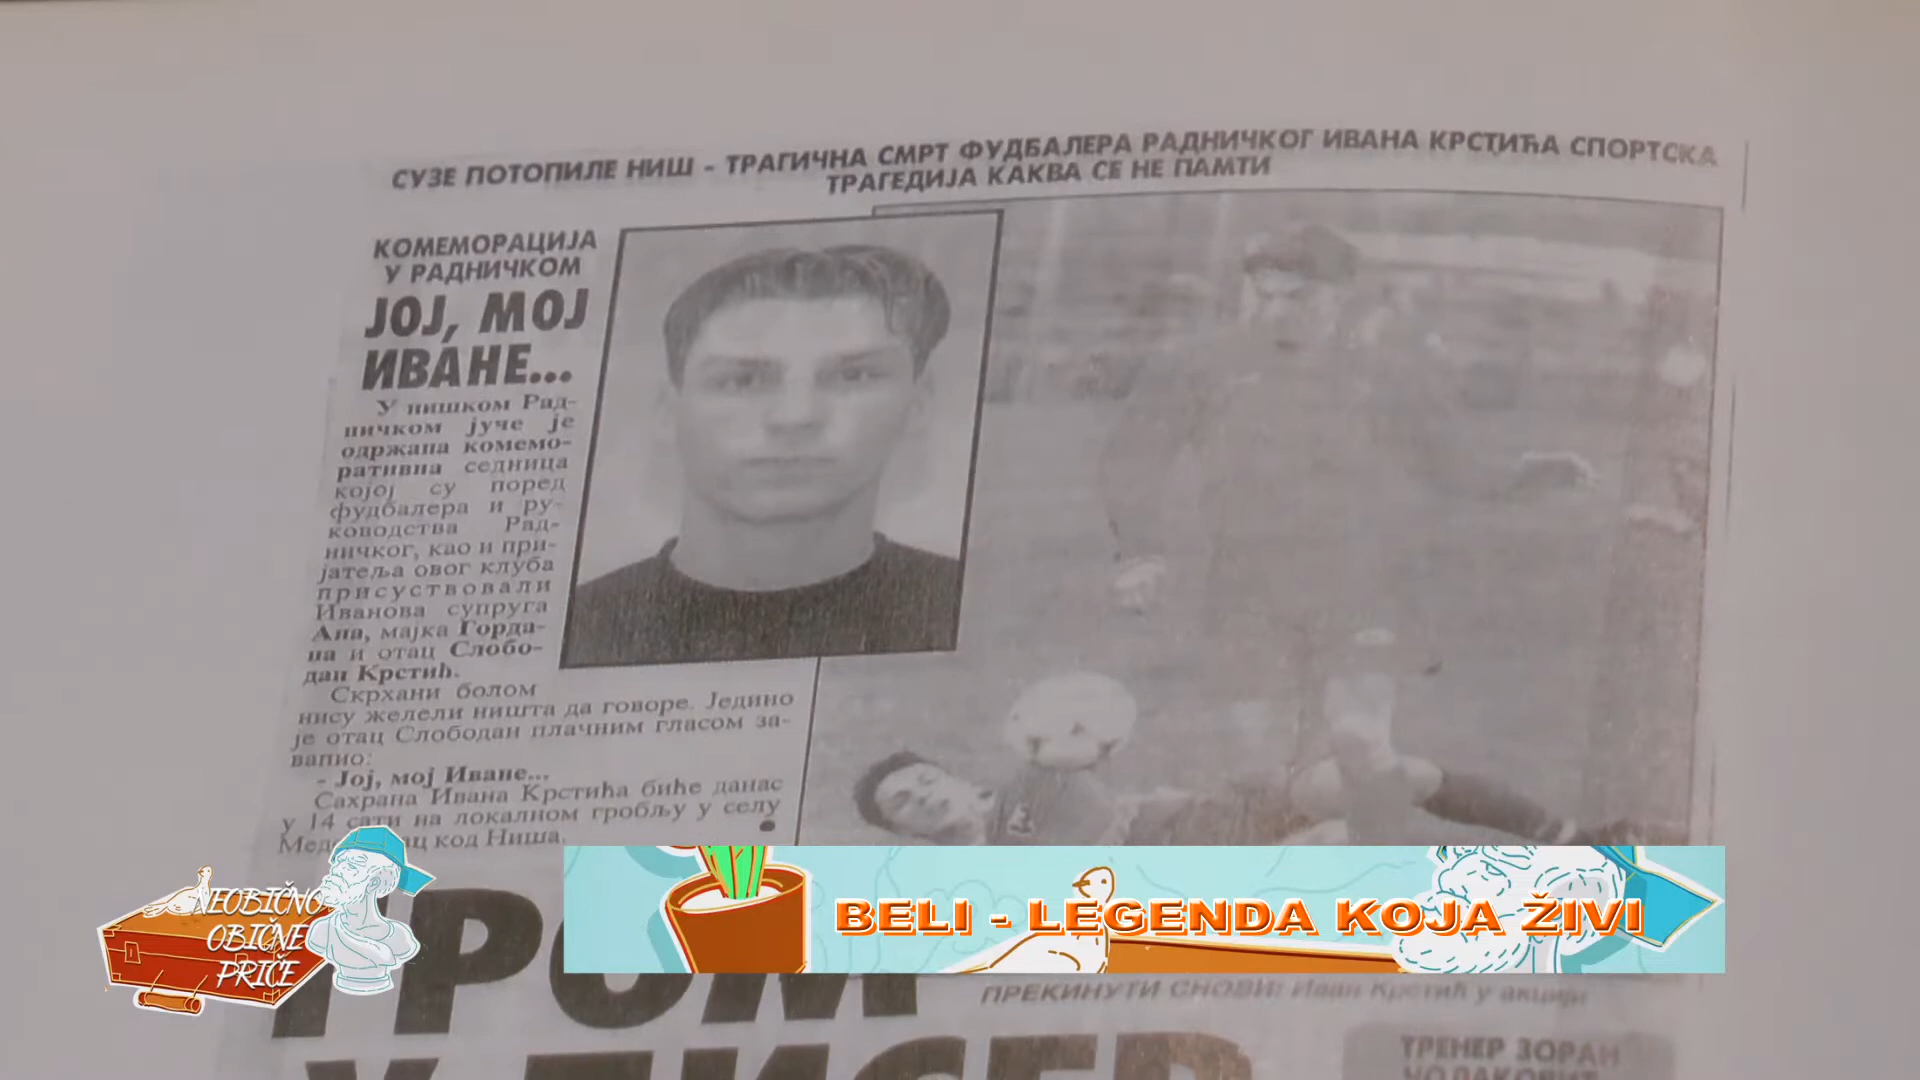 СУЗЕ ПОТОПИЛЕ НИШ - ТРАГИЧНА СМРТ ФУДБАЛЕРА РАДНИЧКОГ ИВАНА КРСТИЋА СПОРТСКА
ТРАГЕДИЈА КАКВА СЕ НЕ ПАМТИ
КОМЕМОРАЦИЈА
У РАДНИЧКОМ
ЈОЈ, МОЈ
ИВАНЕ...
У нишком Рад-
ничком јуче је
одржана комемо-
ративна седница
којој су поред
фудбалера и ру-
ководства Рад-
ничког, као и при-
јатеља овог клуба
присуствовали
Иванова супруга
Ана, мајка Горда-
на и отац Слобо-
дан Крстић.
Скрхани болом
нису желели ништа да говоре. Једино
је отац Слободан плачним гласом за-
вапио:
- Јој, мој Иване...
Сахрана Ивана Крстића биће данас
у 14 сати на локалном гробљу у селу
код Ниша.
NEOBIČNO
OBIČNE
PRIČE
BELI - LEGENDA KOJA ŽIVI
ГРОМ
ПРЕКИНУТИ СНОВИ: Иван Крстић у акцији
У
ТРЕНЕР ЗОРАН